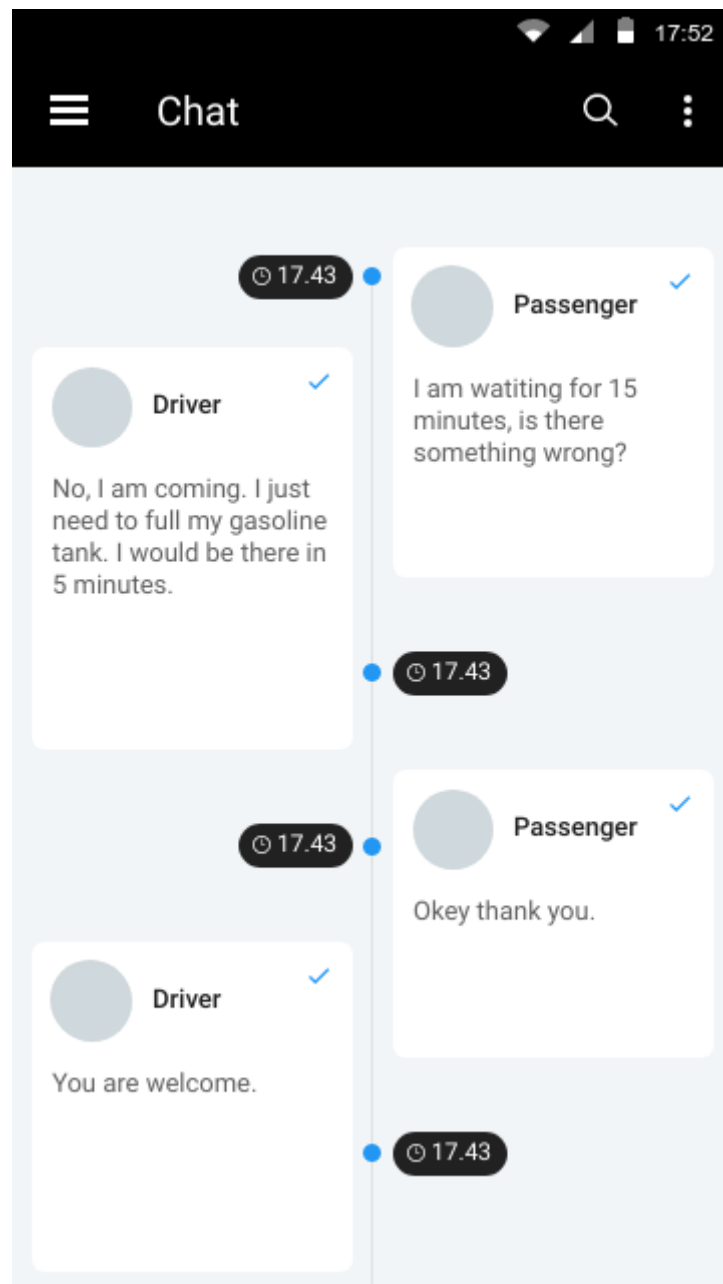 17:52
Chat
17.43
Passenger
I am watiting for 15
minutes, is there
something wrong?
Driver
No, I am coming. I just
need to full my gasoline
tank. I would be there in
5 minutes.
17.43
17.43
Passenger
Okey thank you.
Driver
You are welcome.
17.43